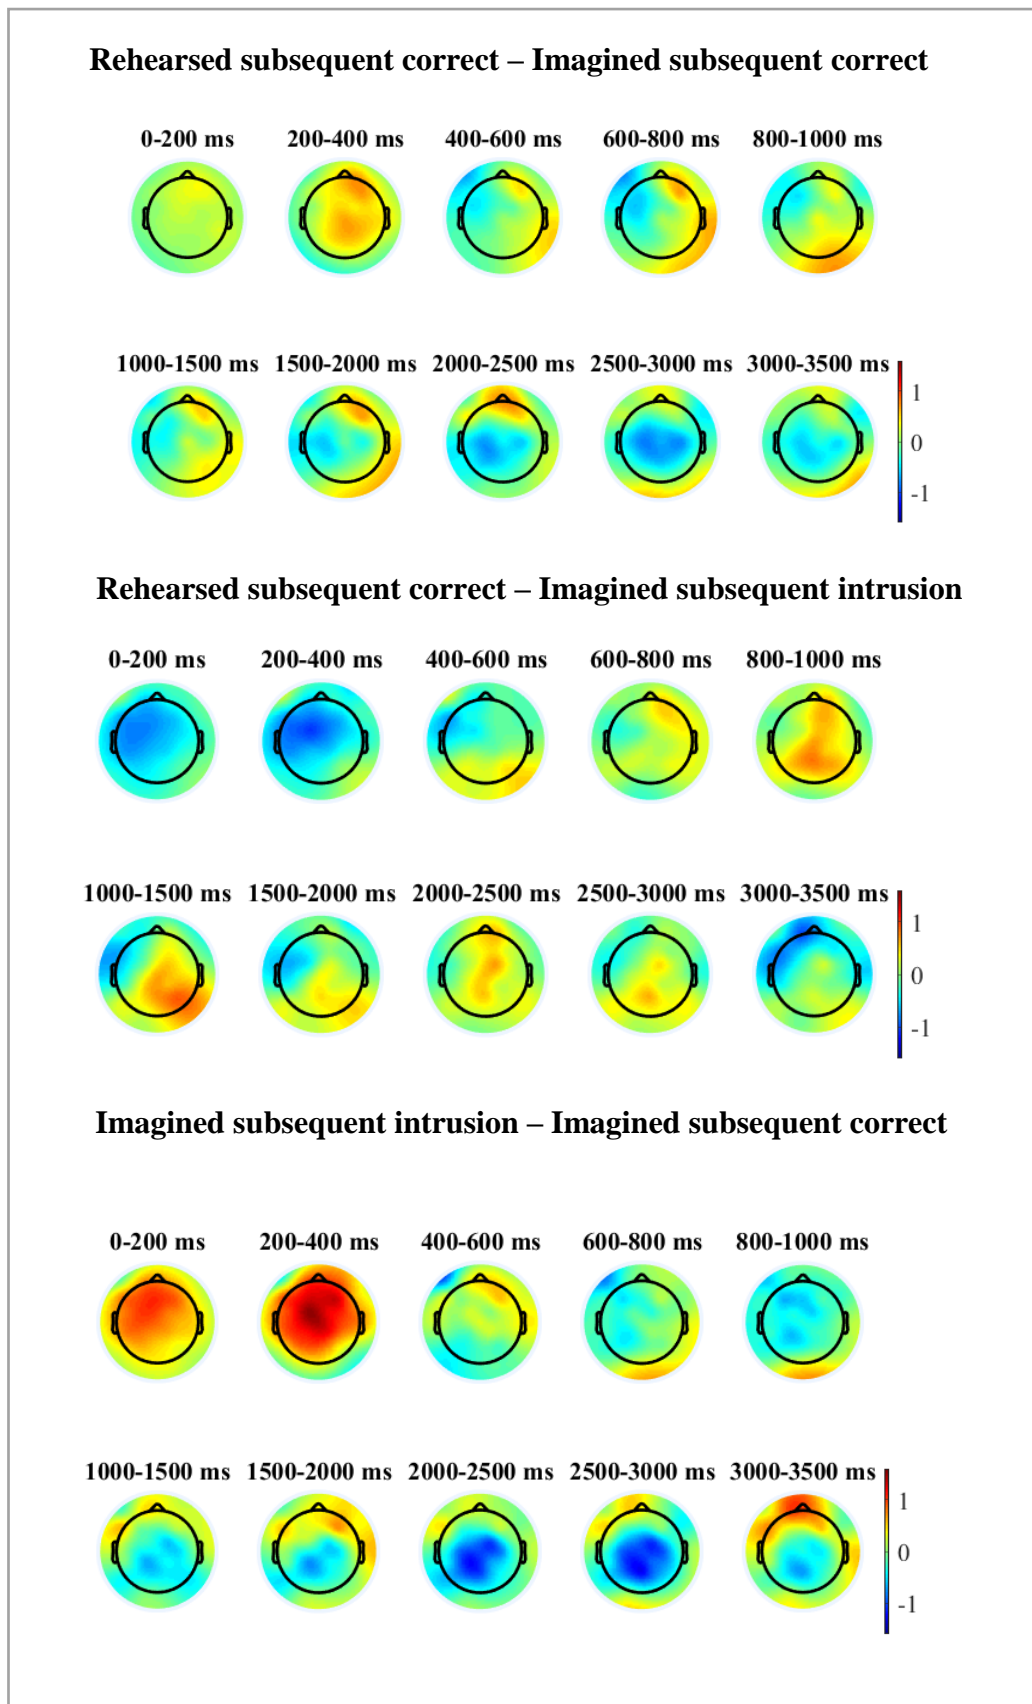 Rehearsed subsequent correct – Imagined subsequent correct
0-200 ms 200-400 ms 400-600 ms 600-800 ms 800-1000 ms
1000-1500 ms 1500-2000 ms 2000-2500 ms 2500-3000 ms 3000-3500 ms
1
0
-1
Rehearsed subsequent correct – Imagined subsequent intrusion
0-200 ms 200-400 ms 400-600 ms 600-800 ms 800-1000 ms
1000-1500 ms 1500-2000 ms 2000-2500 ms 2500-3000 ms 3000-3500 ms
1
0
-1
Imagined subsequent intrusion – Imagined subsequent correct
0-200 ms 200-400 ms 400-600 ms 600-800 ms 800-1000 ms
1000-1500 ms 1500-2000 ms 2000-2500 ms 2500-3000 ms 3000-3500 ms
1
0
-1